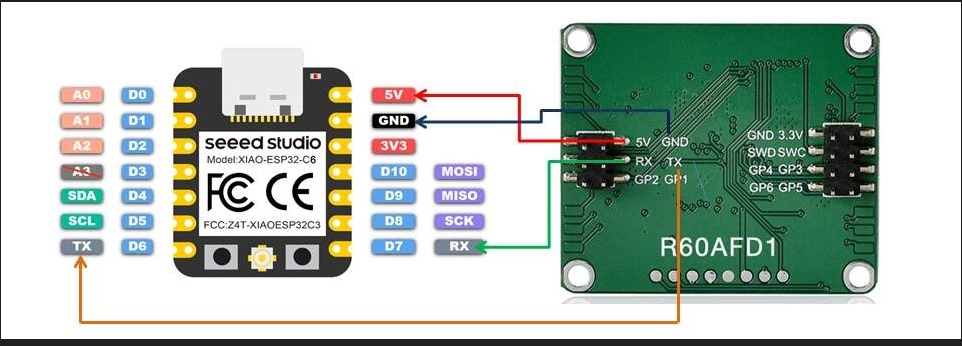 A0 D0
A1 D1
A2 D2
A3 D3
SDA D4
SCL D5
TX D6
seeed studio
Model:XIAO-ESP32-C6
FC CE
FCC:Z4T-XIAOESP32C3
5V
GND
3V3
D10 MOSI
D9 MISO
D8 SCK
D7 RX
5V GND
RX TX
GP2 GP1
GND 3.3V
SWD SWC
GP4 GP3
GP6 GP5
R60AFD1